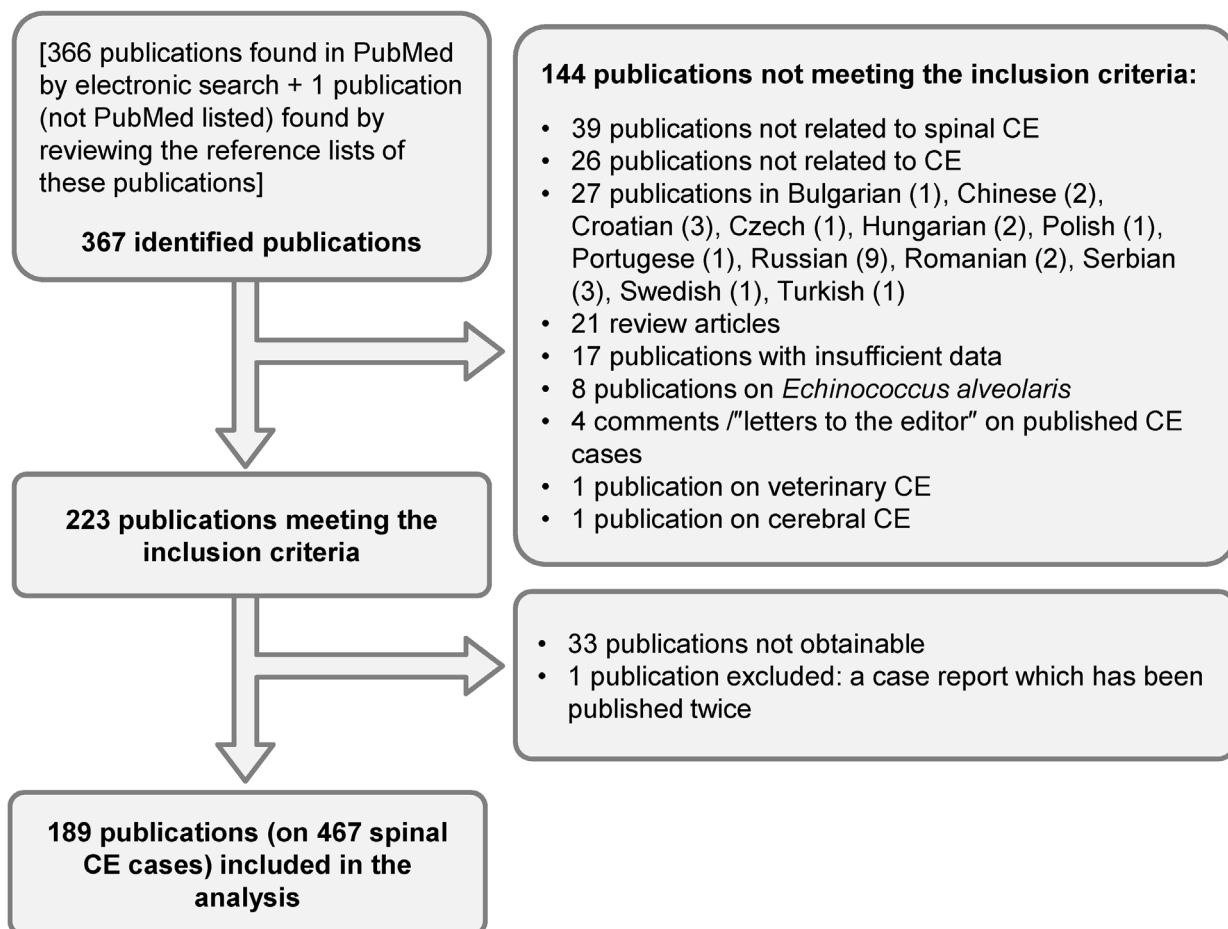 [366 publications found in PubMed
by electronic search + 1 publication
(not PubMed listed) found by
reviewing the reference lists of
these publications]
367 identified publications
144 publications not meeting the inclusion criteria:
• 39 publications not related to spinal CE
• 26 publications not related to CE
• 27 publications in Bulgarian (1), Chinese (2),
Croatian (3), Czech (1), Hungarian (2), Polish (1),
Portugese (1), Russian (9), Romanian (2), Serbian
(3), Swedish (1), Turkish (1)
• 21 review articles
• 17 publications with insufficient data
• 8 publications on Echinococcus alveolaris
• 4 comments /"letters to the editor" on published CE
cases
• 1 publication on veterinary CE
• 1 publication on cerebral CE
223 publications meeting the
inclusion criteria
• 33 publications not obtainable
• 1 publication excluded: a case report which has been
published twice
189 publications (on 467 spinal
CE cases) included in the
analysis